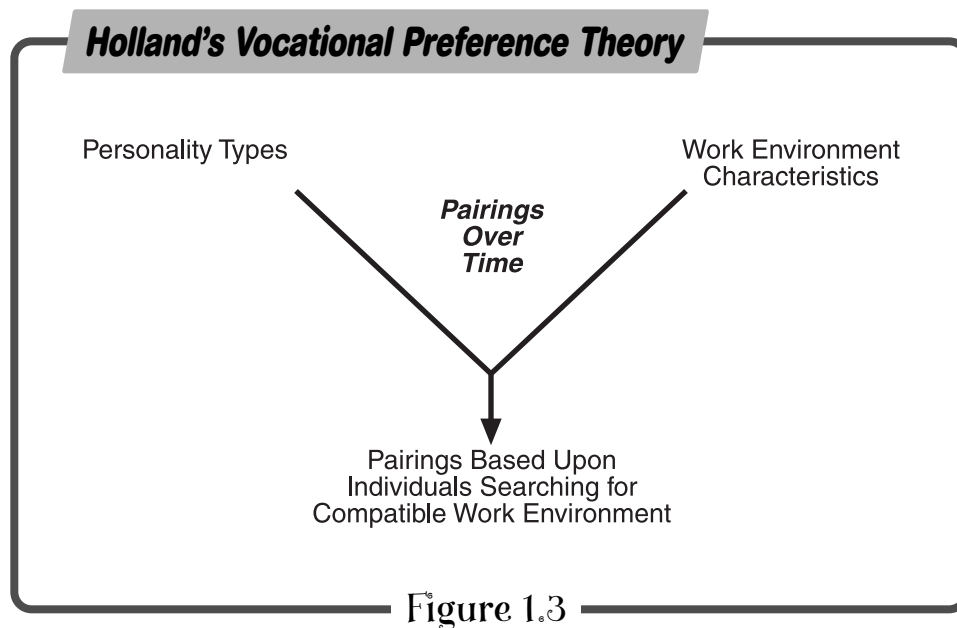 Holland's Vocational Preference Theory
Personality Types
Work Environment
Characteristics
Pairings
Over
Time
Pairings Based Upon
Individuals Searching for
Compatible Work Environment
Figure 1.3